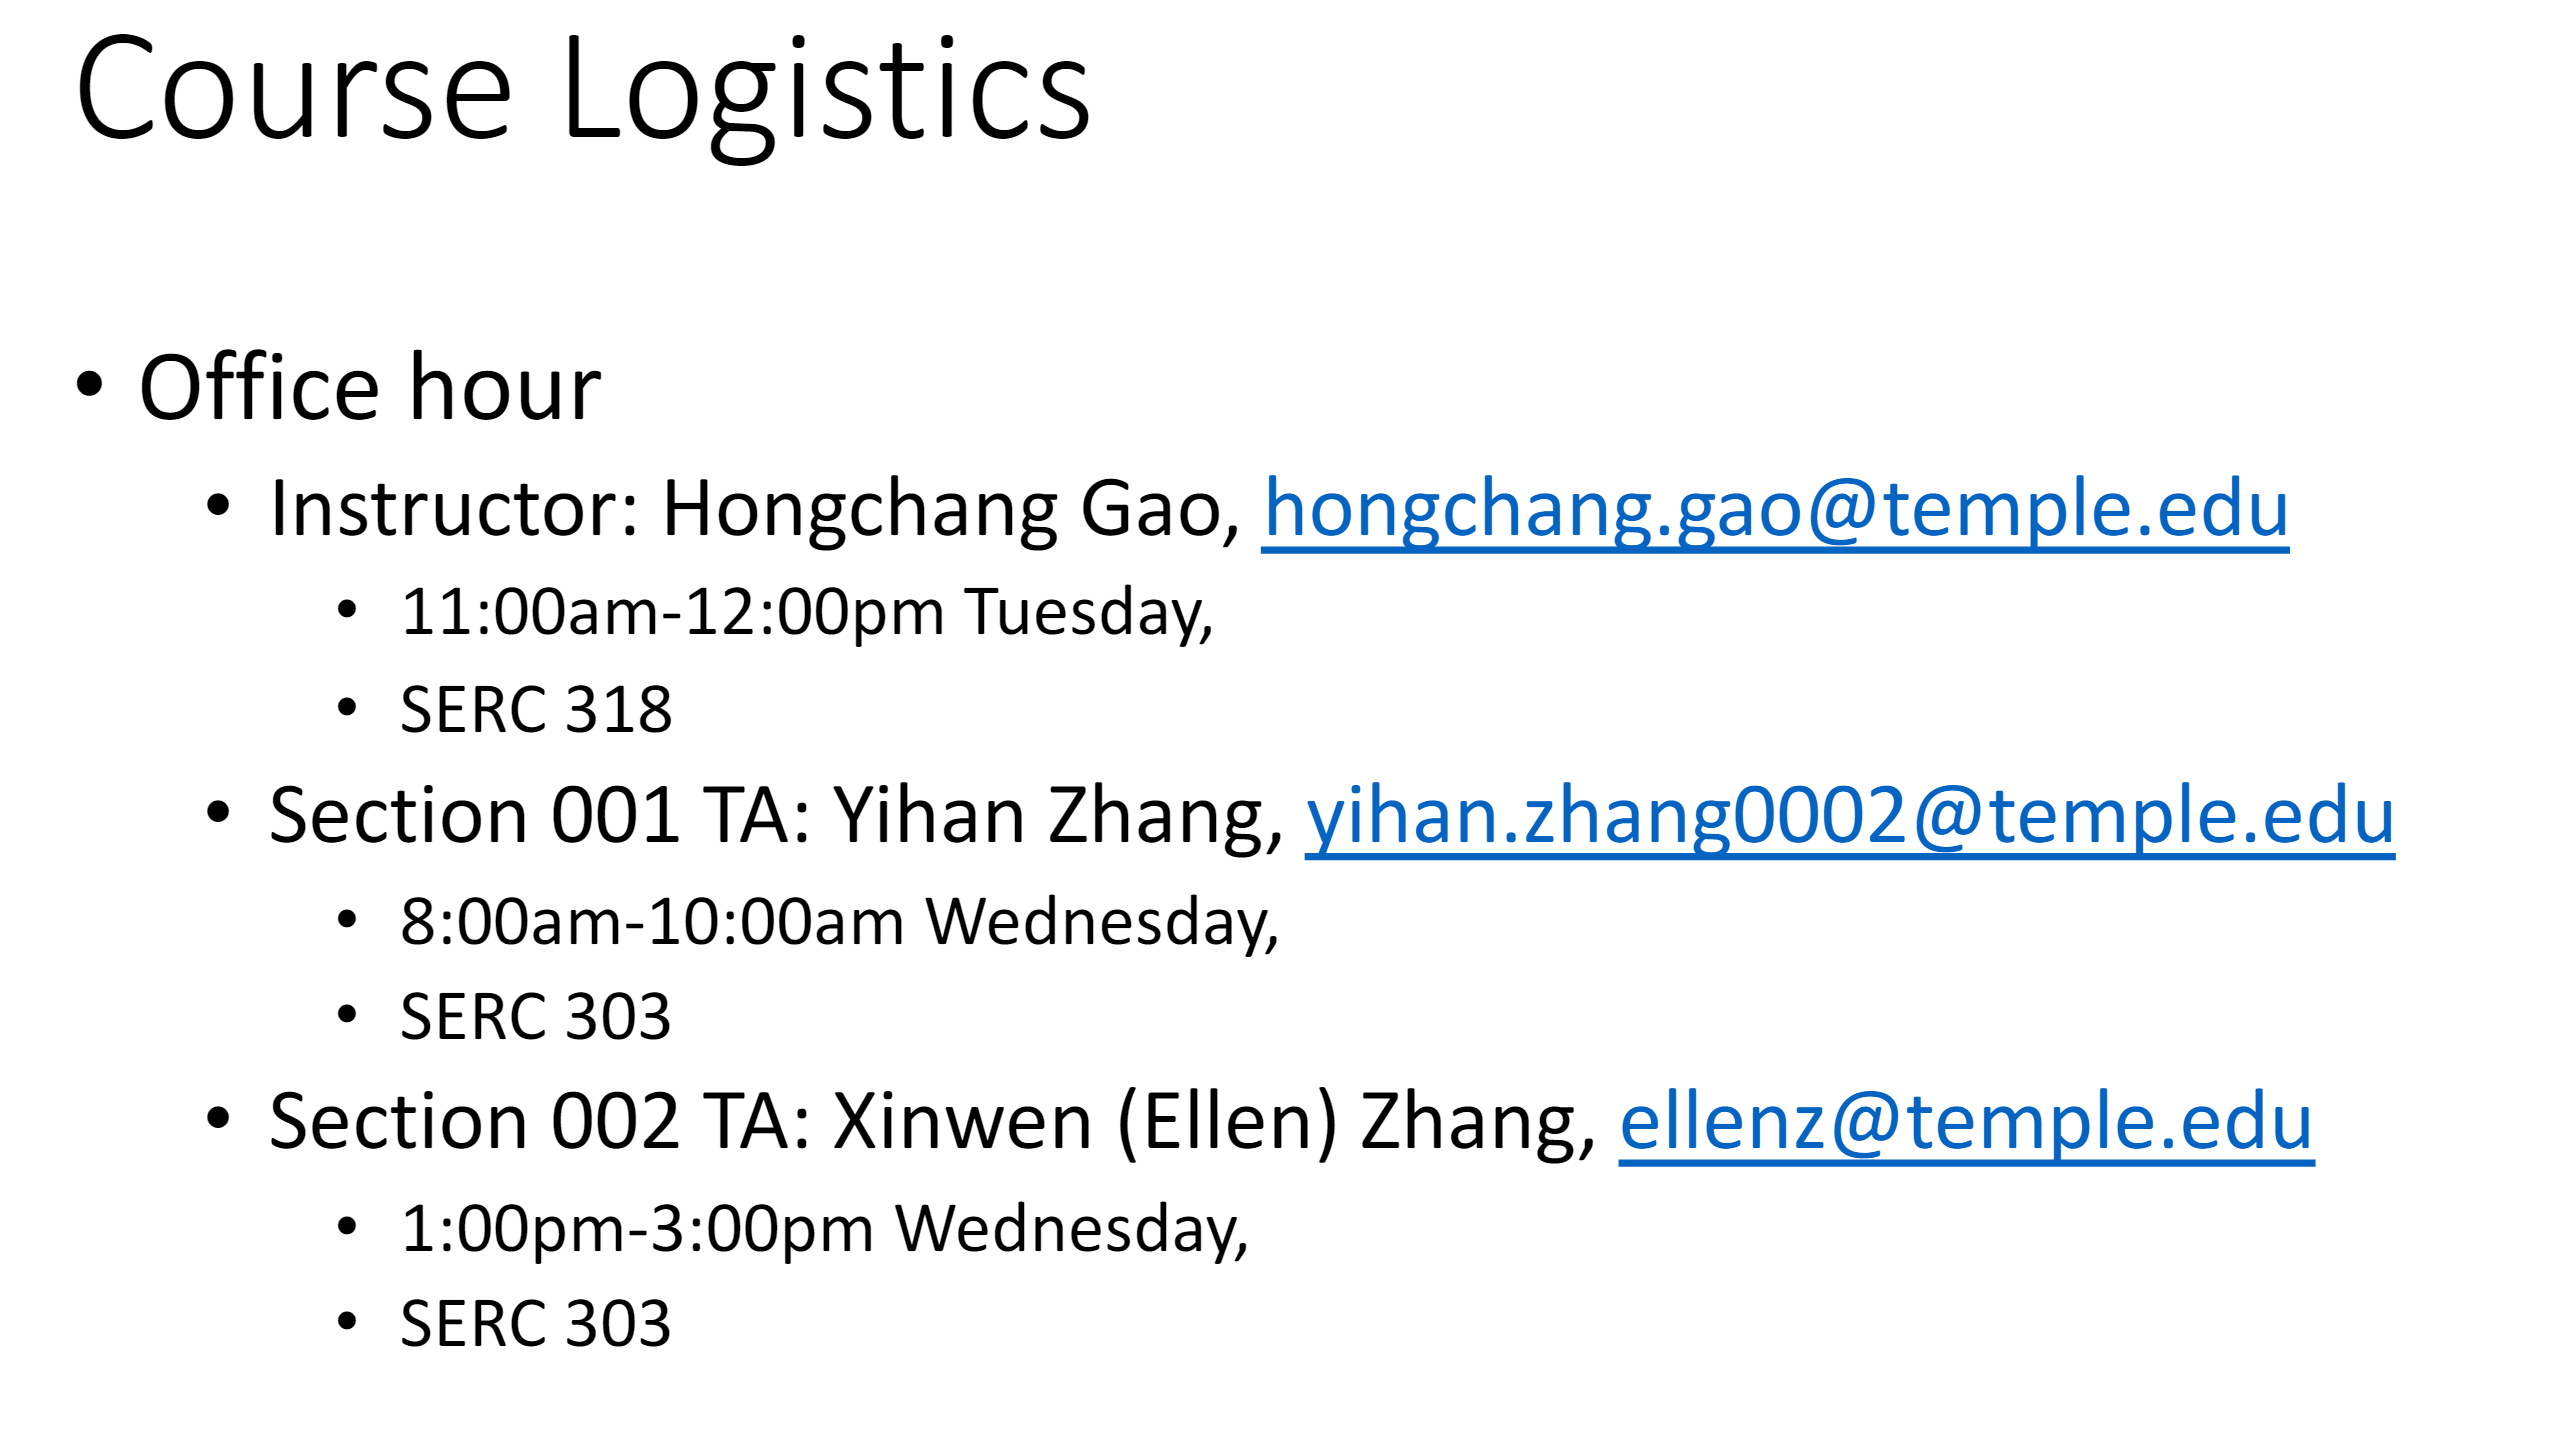 Course Logistics
• Office hour
• Instructor: Hongchang Gao, hongchang.gao@temple.edu
• 11:00am-12:00pm Tuesday,
• SERC 318
• Section 001 TA: Yihan Zhang, yihan.zhang0002@temple.edu
• 8:00am-10:00am Wednesday,
• SERC 303
• Section 002 TA: Xinwen (Ellen) Zhang, ellenz@temple.edu
• 1:00pm-3:00pm Wednesday,
• SERC 303